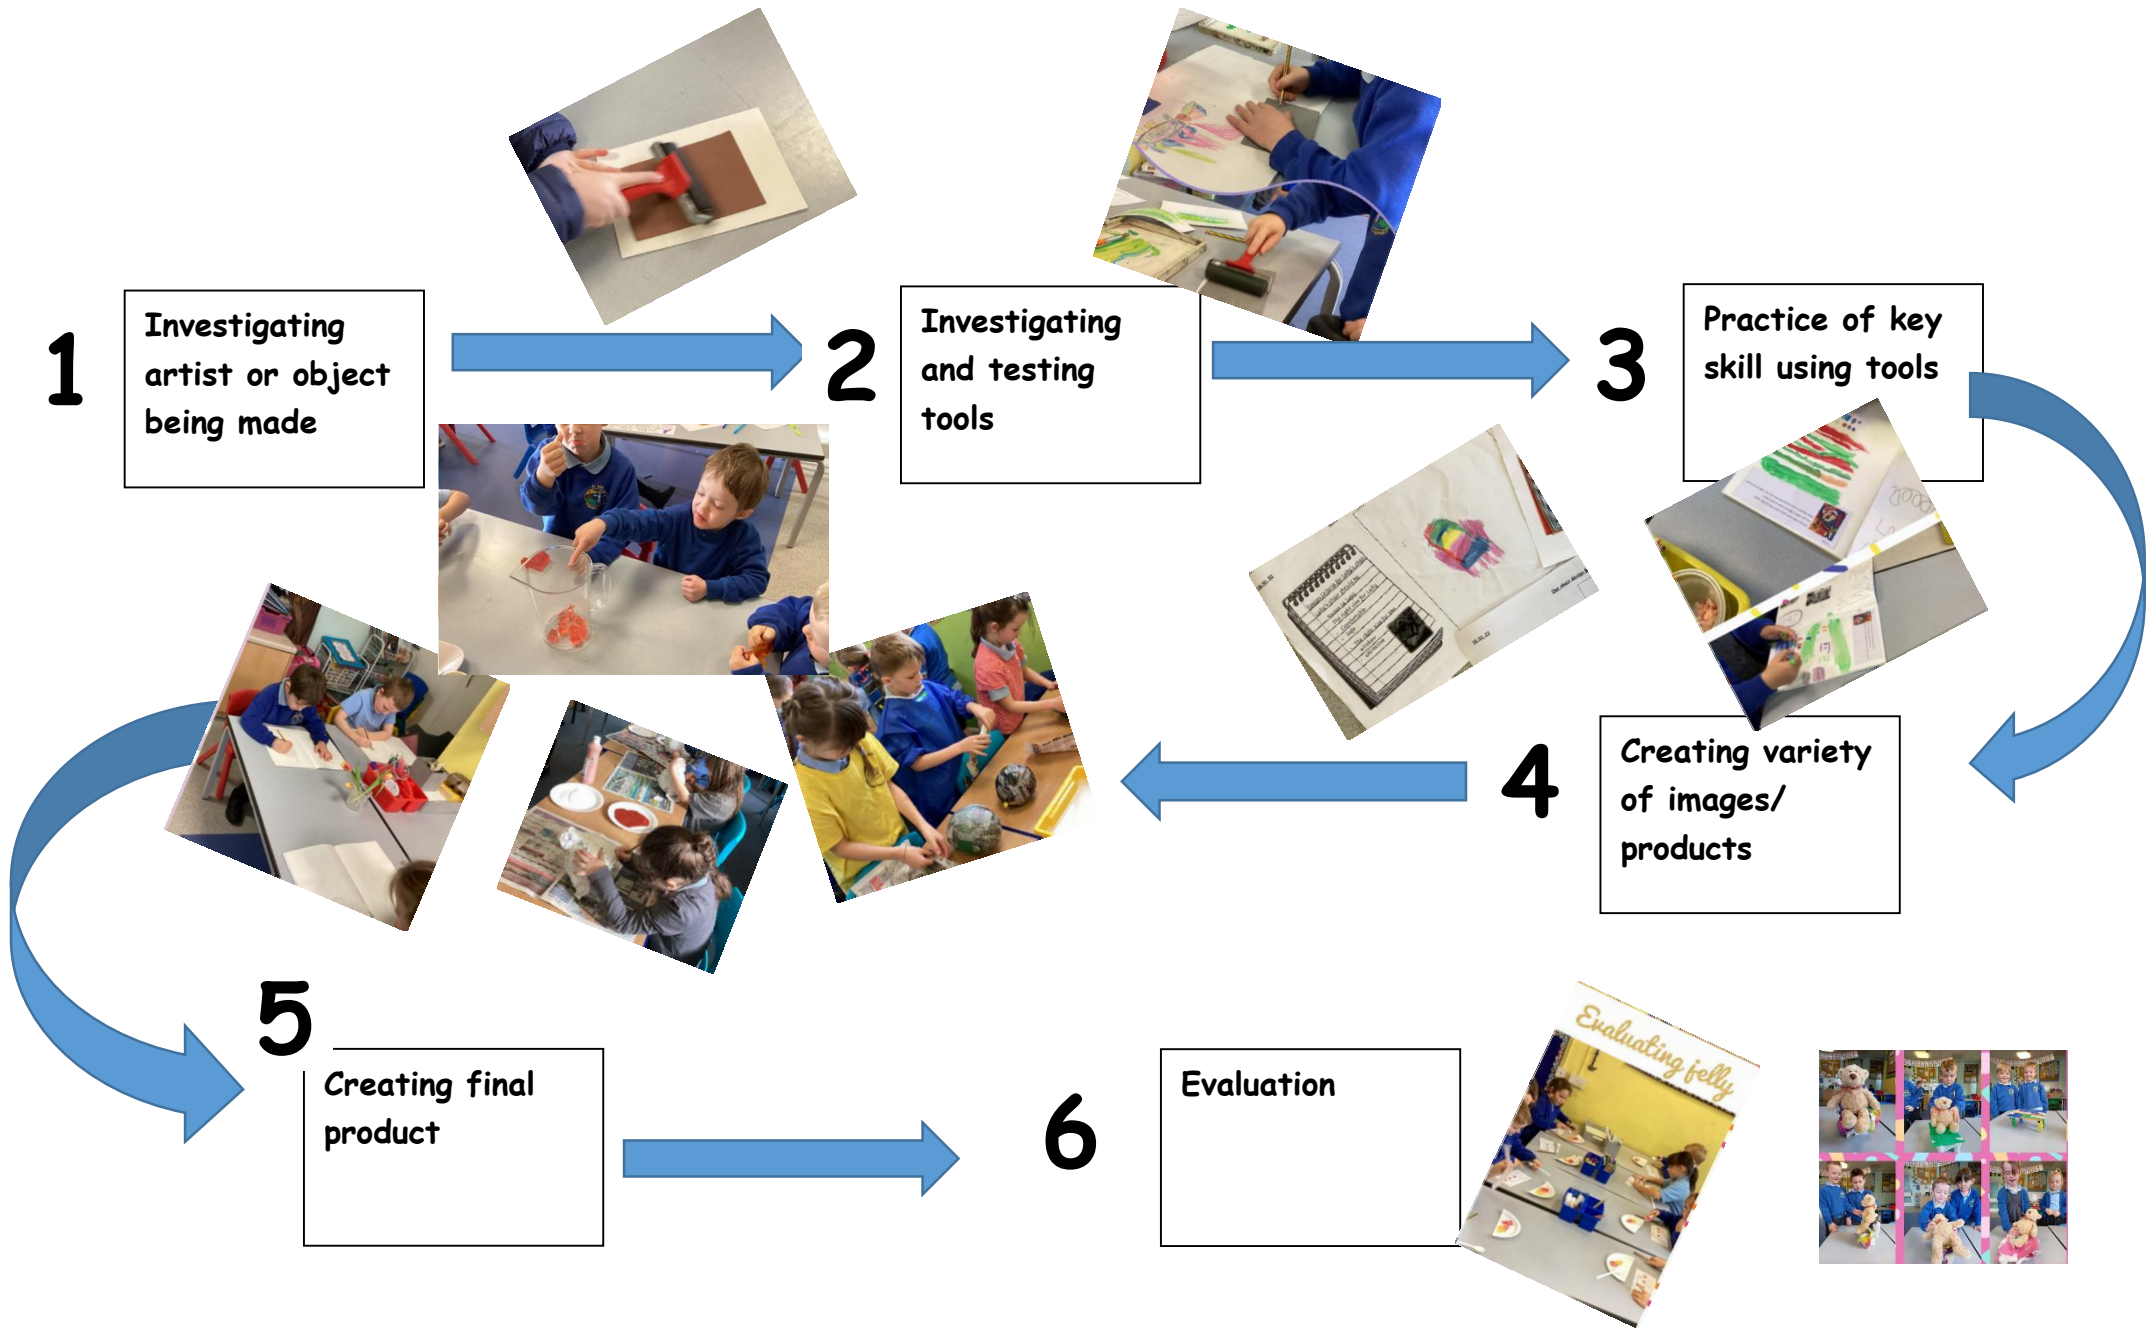 1
Investigating
artist or object
being made
2
Investigating
and testing
tools
3
Practice of key
skill using tools
4
Creating variety
of images/
products
5
Creating final
product
6
Evaluation
Evaluating jelly